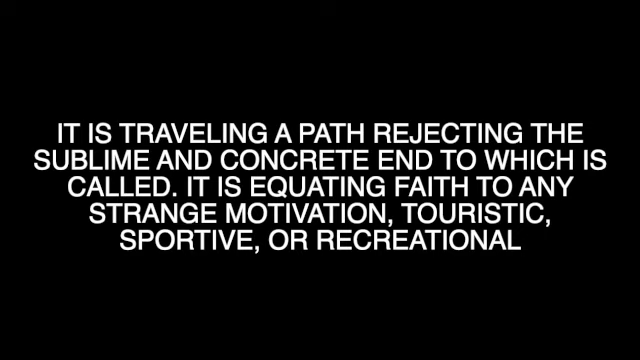 IT IS TRAVELING A PATH REJECTING THE
SUBLIME AND CONCRETE END TO WHICH IS
CALLED. IT IS EQUATING FAITH TO ANY
STRANGE MOTIVATION, TOURISTIC,
SPORTIVE, OR RECREATIONAL